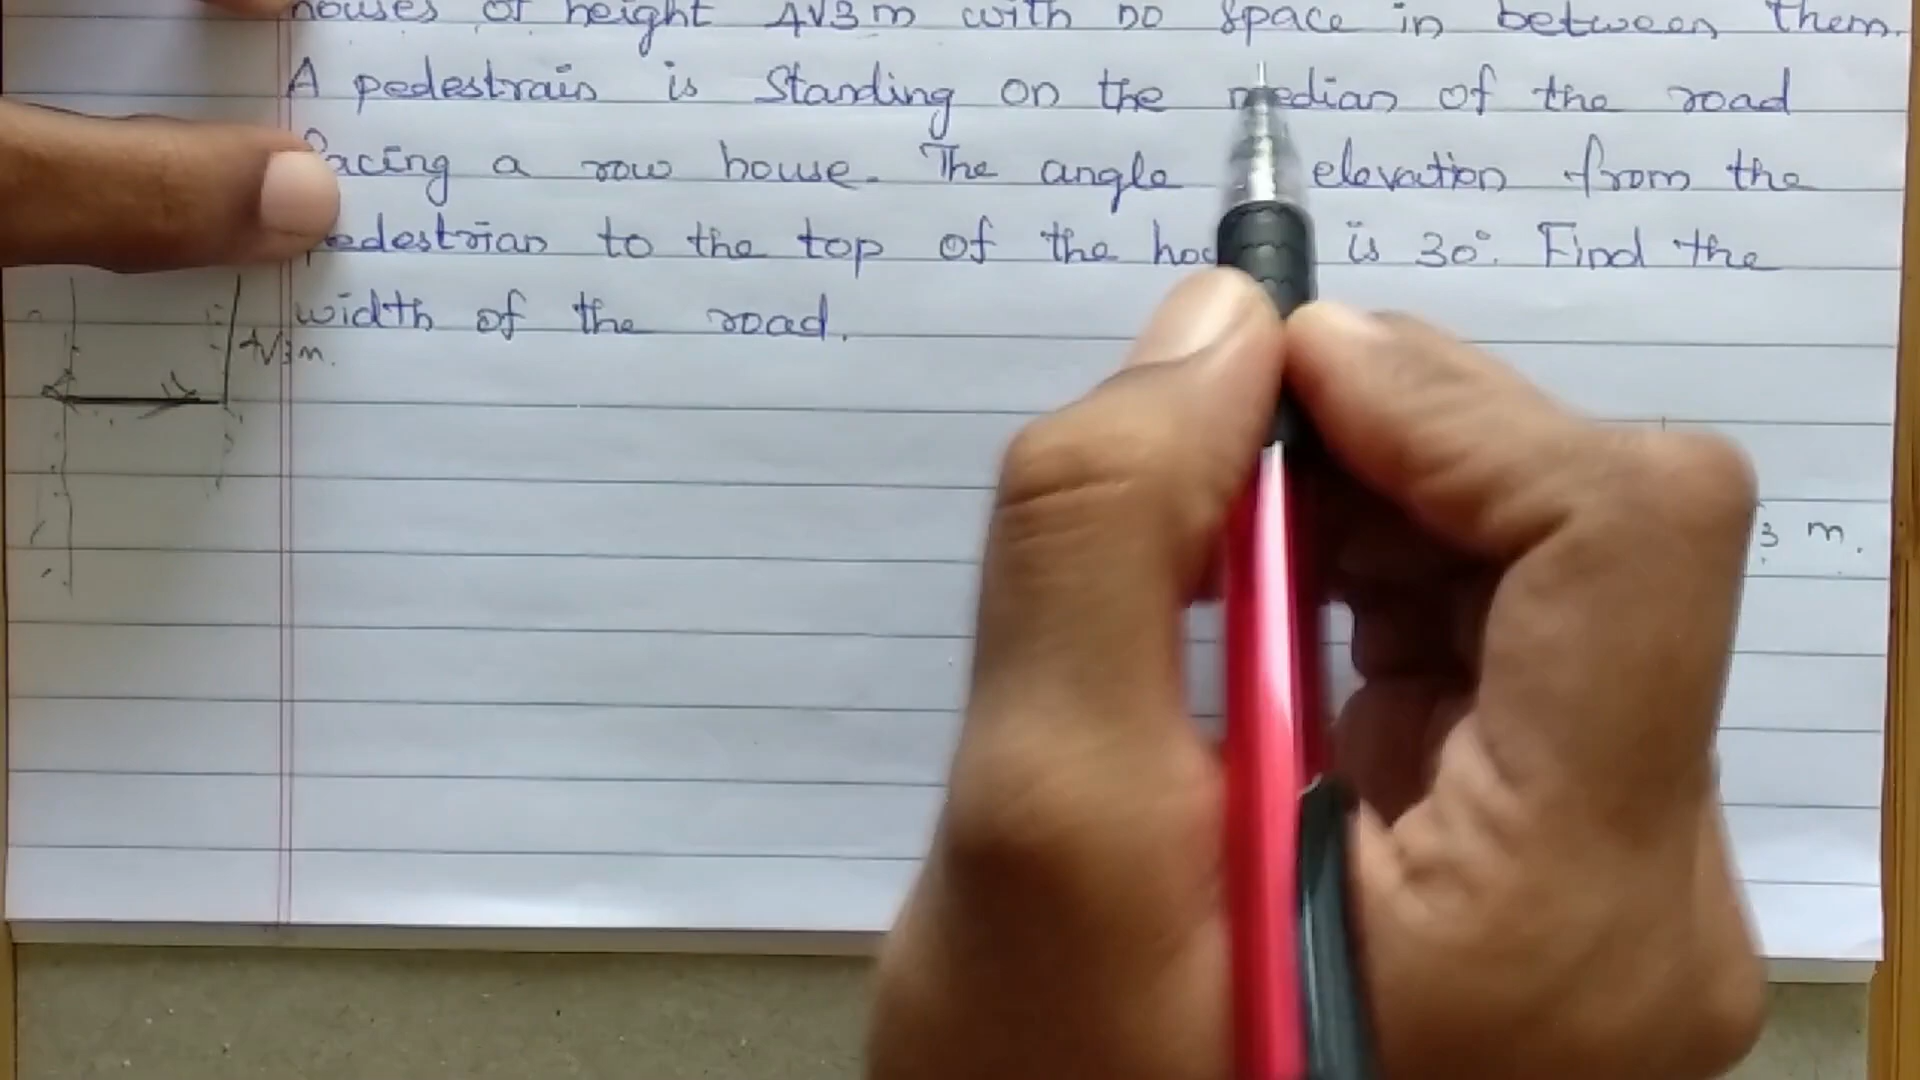 houses of height 4√3 m with no space in between them.
A pedestrain is standing on the median of the road
facing a row house. The angle elevation from the
pedestrian to the top of the is 30°. Find the
width of the road.
4√3 m.
3 m.